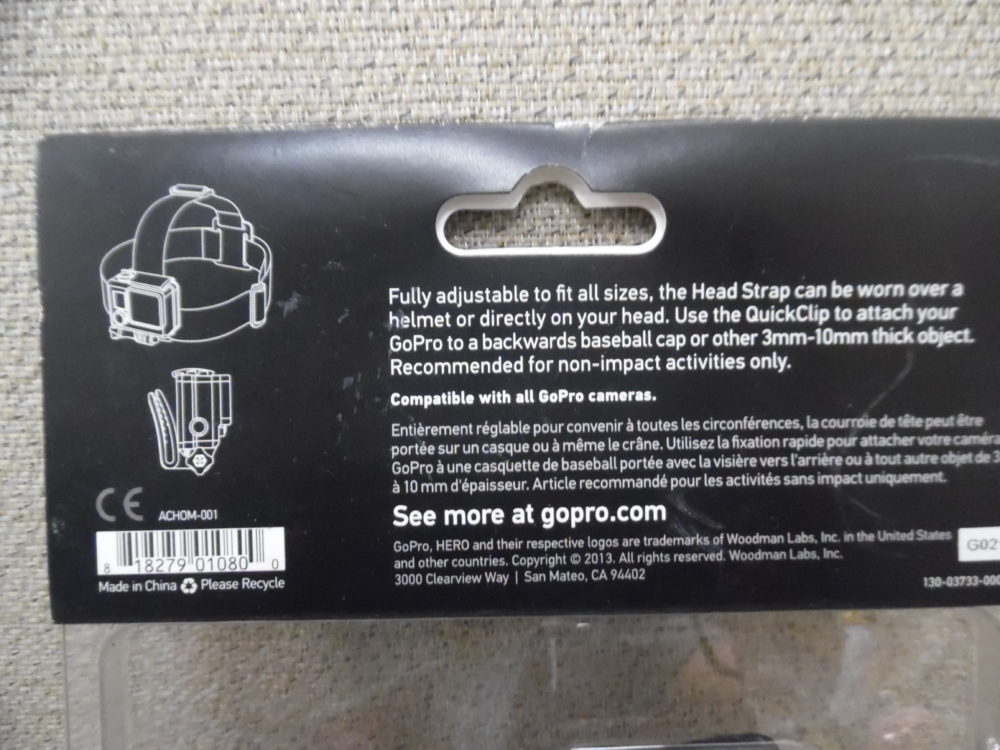 Fully adjustable to fit all sizes, the Head Strap can be worn over a
helmet or directly on your head. Use the QuickClip to attach your
GoPro to a backwards baseball cap or other 3mm-10mm thick object.
Recommended for non-impact activities only.
Compatible with all GoPro cameras.
Entièrement réglable pour convenir à toutes les circonférences, la courroie de tête peut être
portée sur un casque ou à même le crâne. Utilisez la fixation rapide pour attacher votre caméra
GoPro à une casquette de baseball portée avec la visière vers l'arrière ou à tout autre objet de 3
à 10 mm d'épaisseur. Article recommandé pour les activités sans impact uniquement.
See more at gopro.com
GoPro, HERO and their respective logos are trademarks of Woodman Labs, Inc. in the United States
and other countries. Copyright © 2013. All rights reserved. Woodman Labs, Inc.
3000 Clearview Way | San Mateo, CA 94402
CE ACHOM-001
8 18279 01080 0
Made in China ♻ Please Recycle
G02
130-03733-000